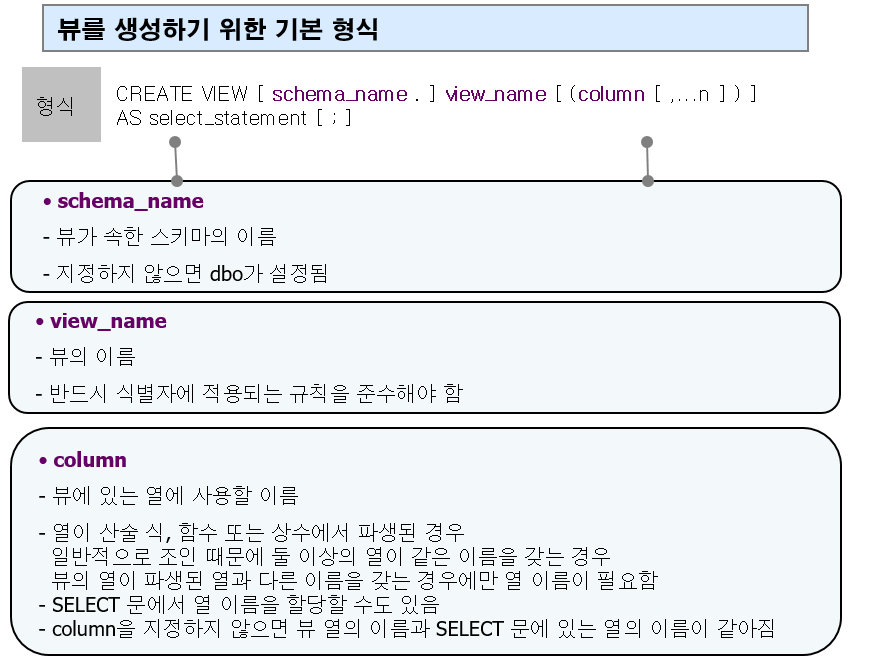 뷰를 생성하기 위한 기본 형식
형식
CREATE VIEW [ schema_name . ] view_name [ (column [ ,...n ] ) ]
AS select_statement [ ; ]
• schema_name
- 뷰가 속한 스키마의 이름
- 지정하지 않으면 dbo가 설정됨
• view_name
- 뷰의 이름
- 반드시 식별자에 적용되는 규칙을 준수해야 함
• column
- 뷰에 있는 열에 사용할 이름
- 열이 산술 식, 함수 또는 상수에서 파생된 경우
일반적으로 조인 때문에 둘 이상의 열이 같은 이름을 갖는 경우
뷰의 열이 파생된 열과 다른 이름을 갖는 경우에만 열 이름이 필요함
- SELECT 문에서 열 이름을 할당할 수도 있음
- column을 지정하지 않으면 뷰 열의 이름과 SELECT 문에 있는 열의 이름이 같아짐